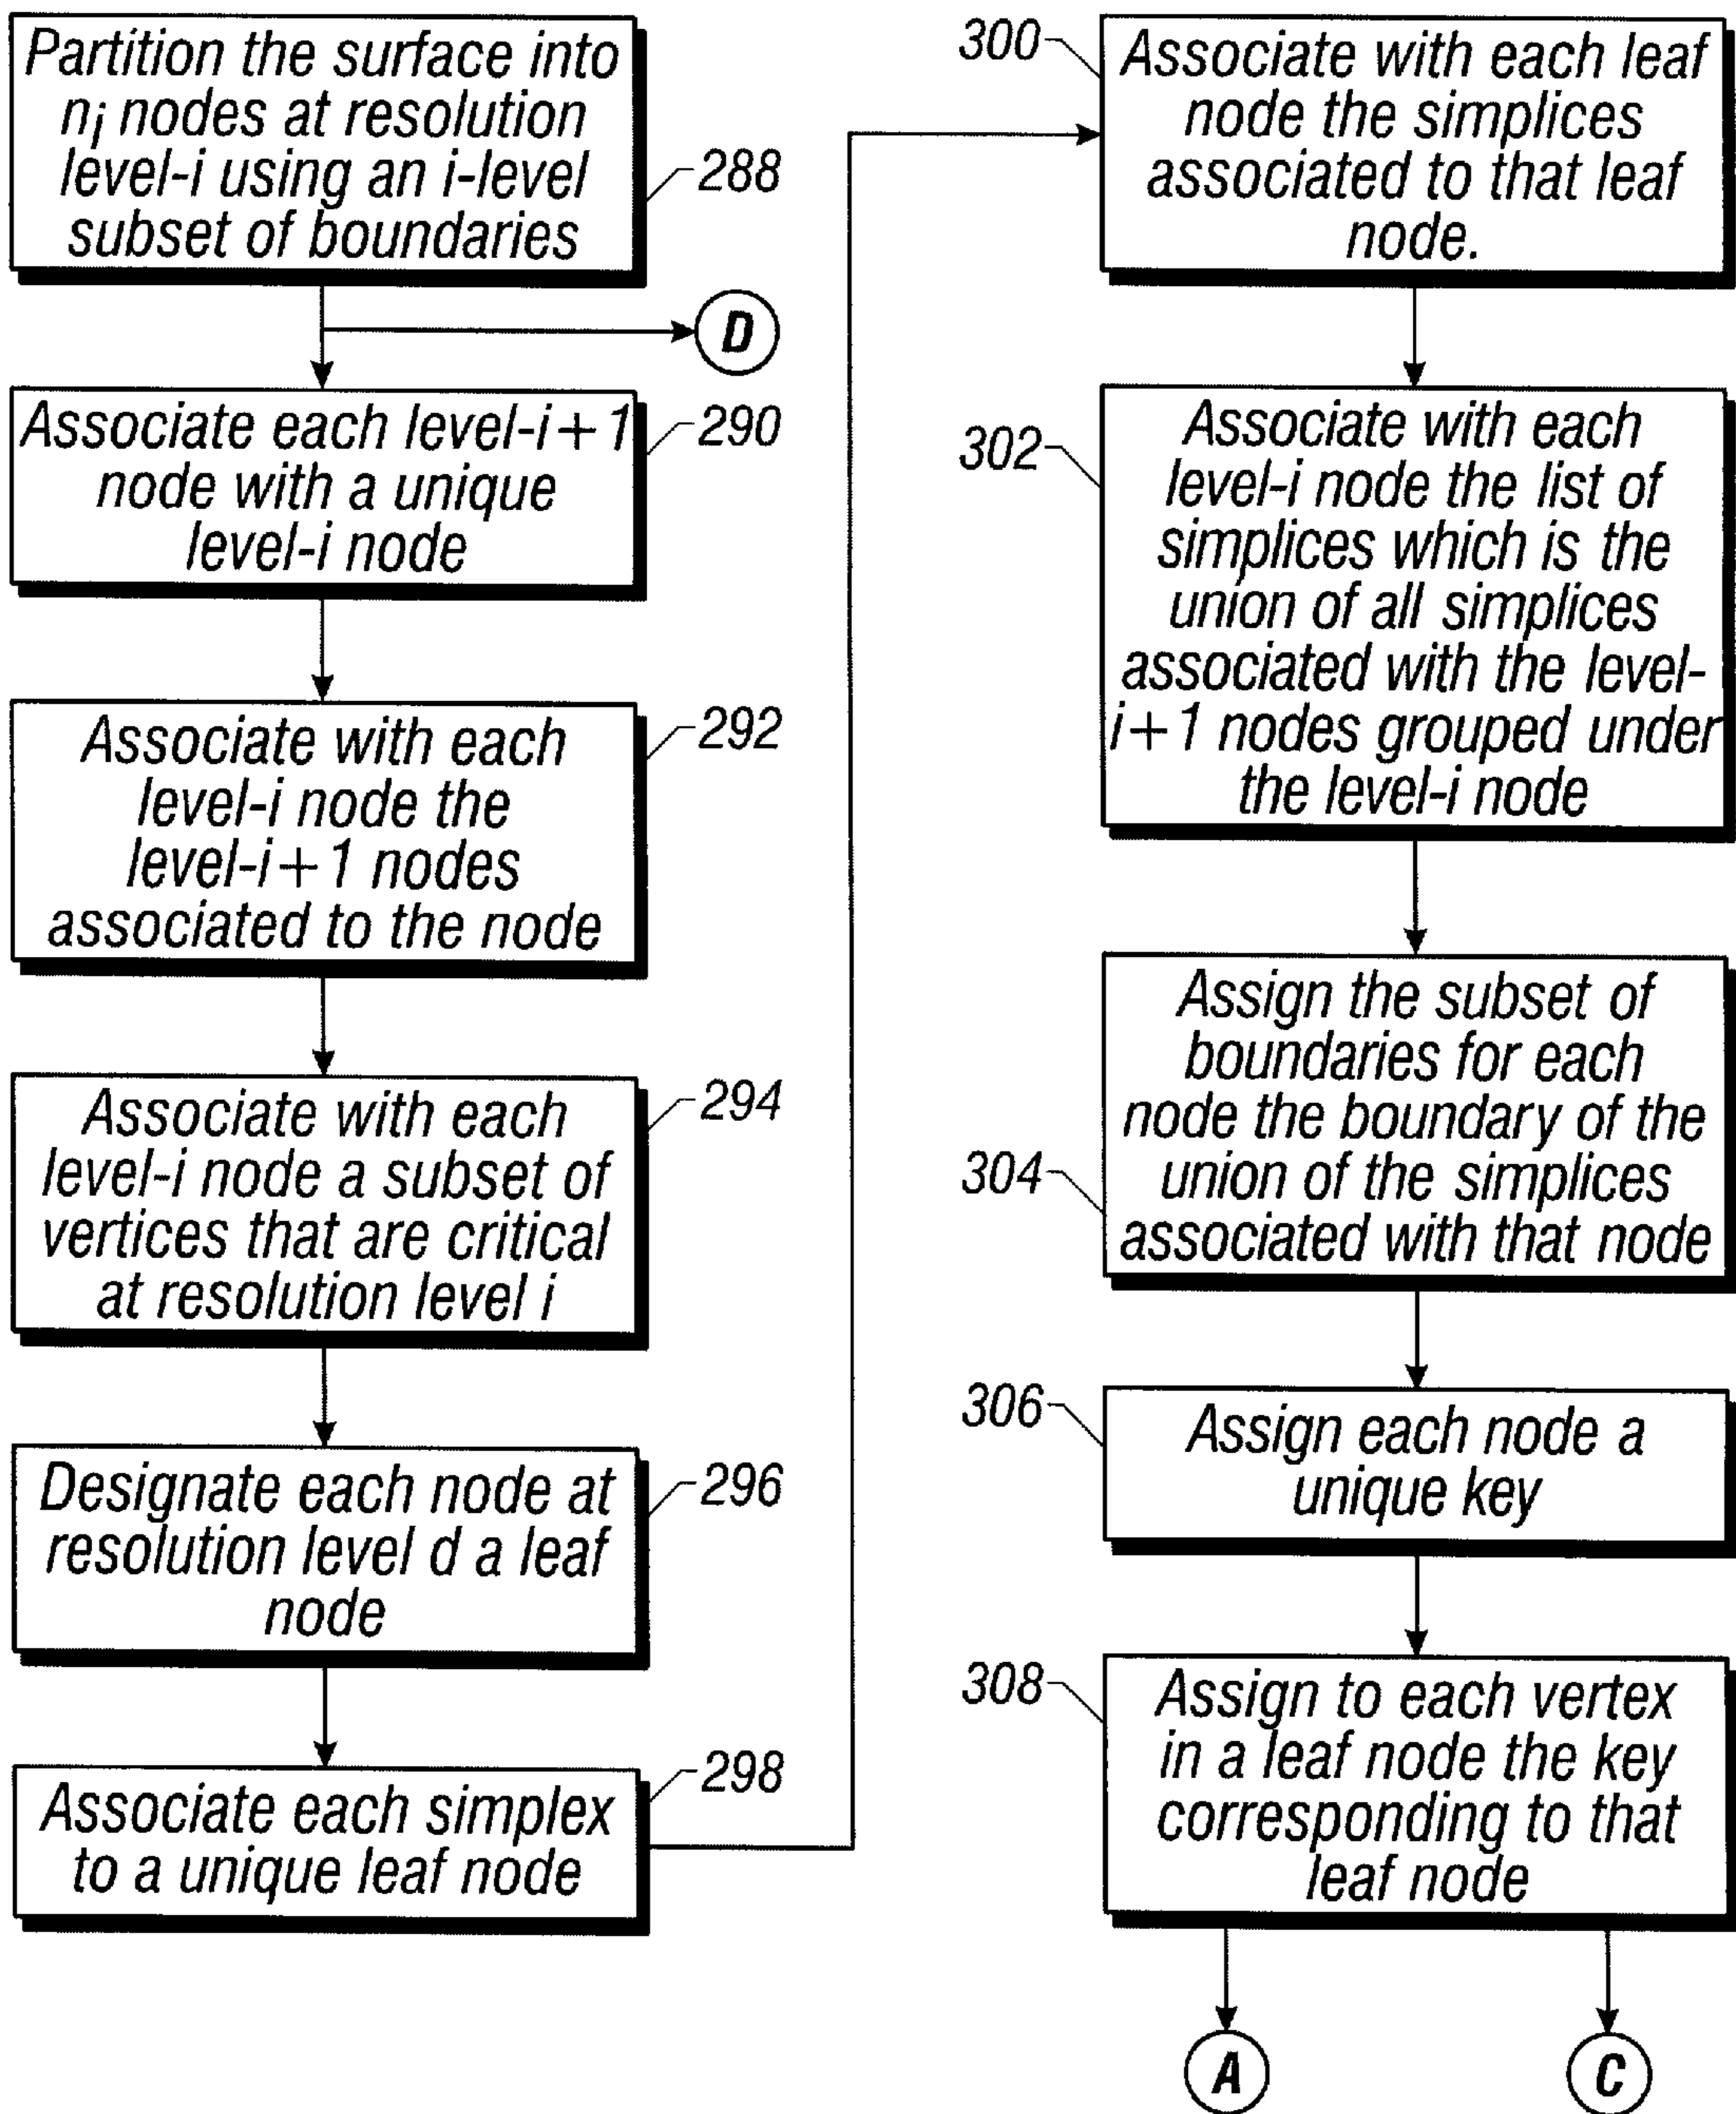 Partition the surface into
nᵢ nodes at resolution
level-i using an i-level
subset of boundaries
288
D
Associate each level-i+1
node with a unique
level-i node
290
Associate with each
level-i node the
level-i+1 nodes
associated to the node
292
Associate with each
level-i node a subset of
vertices that are critical
at resolution level i
294
Designate each node at
resolution level d a leaf
node
296
Associate each simplex
to a unique leaf node
298
300
Associate with each leaf
node the simplices
associated to that leaf
node.
302
Associate with each
level-i node the list of
simplices which is the
union of all simplices
associated with the level-
i+1 nodes grouped under
the level-i node
304
Assign the subset of
boundaries for each
node the boundary of the
union of the simplices
associated with that node
306
Assign each node a
unique key
308
Assign to each vertex
in a leaf node the key
corresponding to that
leaf node
A
C